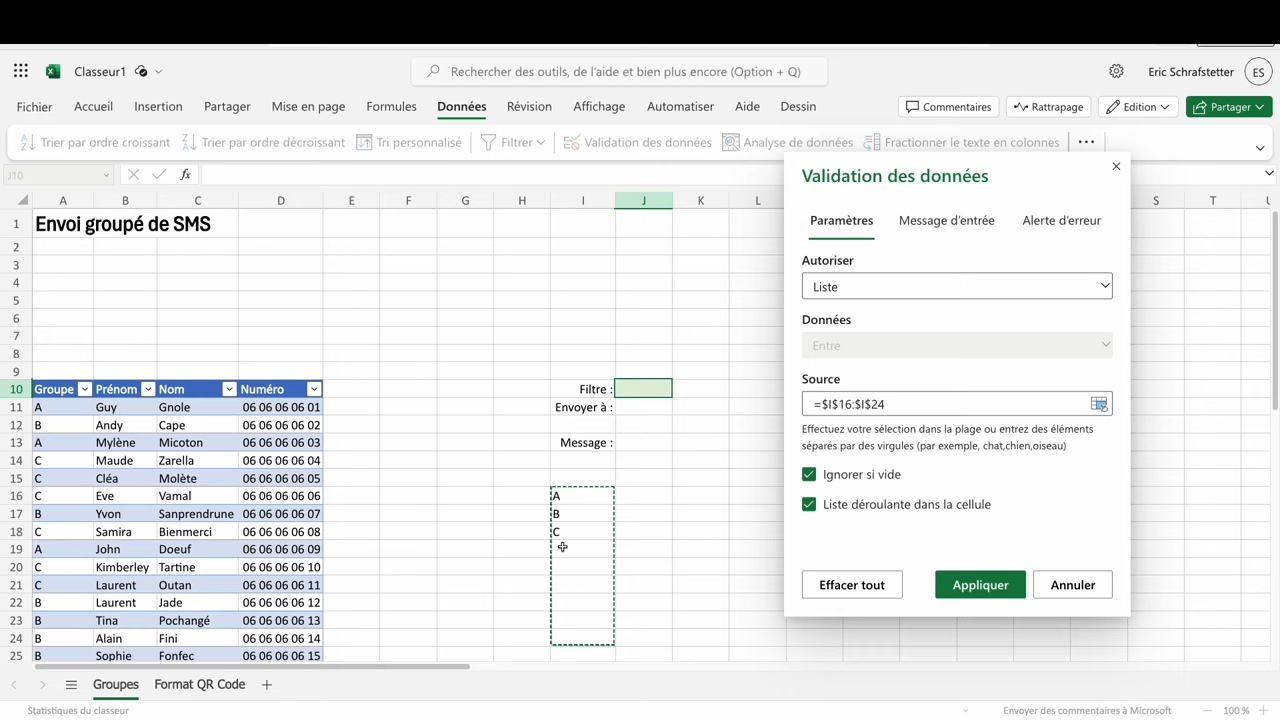 Classeur1
Rechercher des outils, de l'aide et bien plus encore (Option + Q)
Eric Schrafstetter
ES
Fichier Accueil Insertion Partager Mise en page Formules Données Révision Affichage Automatiser Aide Dessin
Commentaires Rattrapage Edition Partager
Trier par ordre croissant Trier par ordre décroissant Tri personnalisé Filtrer Validation des données Analyse de données Fractionner le texte en colonnes
J10 fx
A B C D E F G H I J K L S T U
1 Envoi groupé de SMS
2
3
4
5
6
7
8
9
10 Groupe Prénom Nom Numéro Filtre :
11 A Guy Gnole 06 06 06 06 01 Envoyer à :
12 B Andy Cape 06 06 06 06 02
13 A Mylène Micoton 06 06 06 06 03 Message :
14 C Maude Zarella 06 06 06 06 04
15 C Cléa Molète 06 06 06 06 05
16 C Eve Vamal 06 06 06 06 06 A
17 B Yvon Sanprendrune 06 06 06 06 07 B
18 C Samira Bienmerci 06 06 06 06 08 C
19 A John Doeuf 06 06 06 06 09
20 C Kimberley Tartine 06 06 06 06 10
21 C Laurent Outan 06 06 06 06 11
22 B Laurent Jade 06 06 06 06 12
23 B Tina Pochangé 06 06 06 06 13
24 B Alain Fini 06 06 06 06 14
25 B Sophie Fonfec 06 06 06 06 15
Validation des données
Paramètres Message d'entrée Alerte d'erreur
Autoriser
Liste
Données
Entre
Source
=$I$16:$I$24
Effectuez votre sélection dans la plage ou entrez des éléments
séparés par des virgules (par exemple, chat,chien,oiseau)
Ignorer si vide
Liste déroulante dans la cellule
Effacer tout Appliquer Annuler
Groupes Format QR Code
Statistiques du classeur
Envoyer des commentaires à Microsoft
100 %